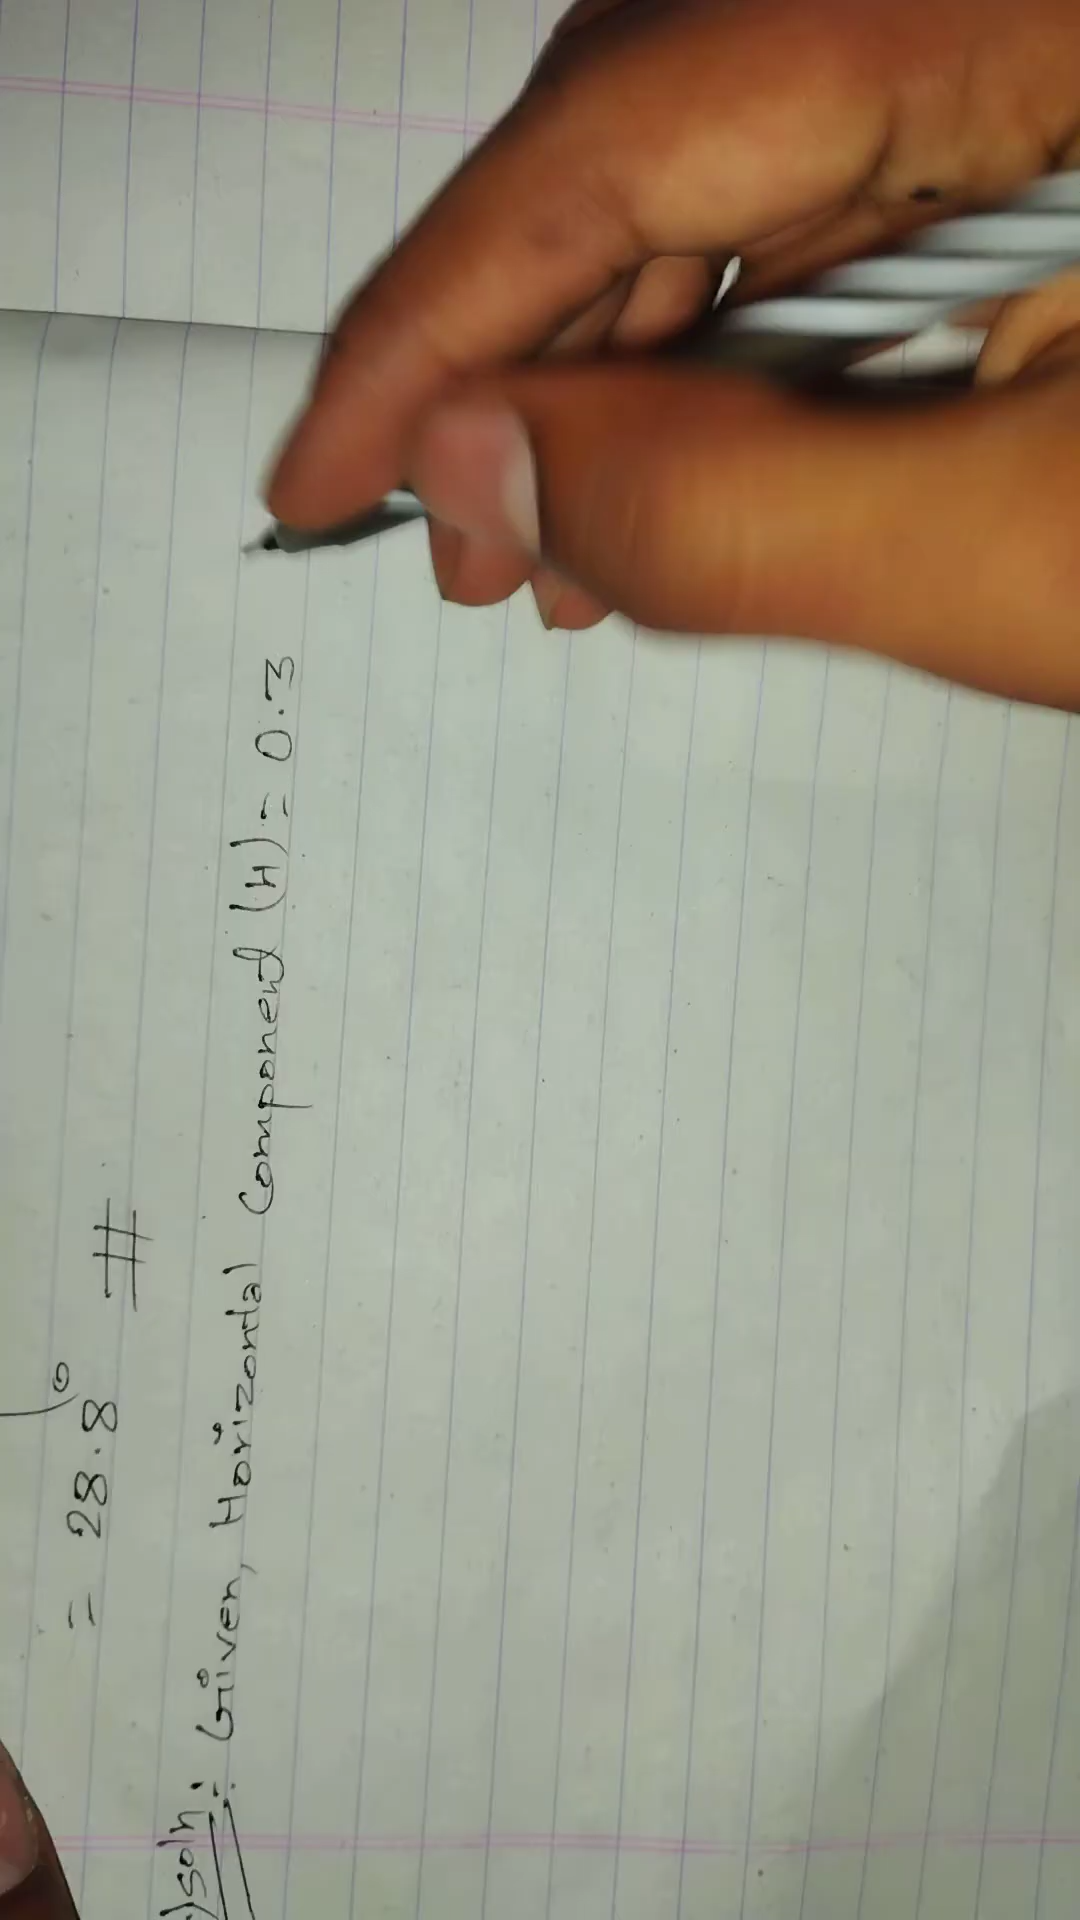 = 28.8 #
)soln: Given, Horizontal Component (H) = 0.3